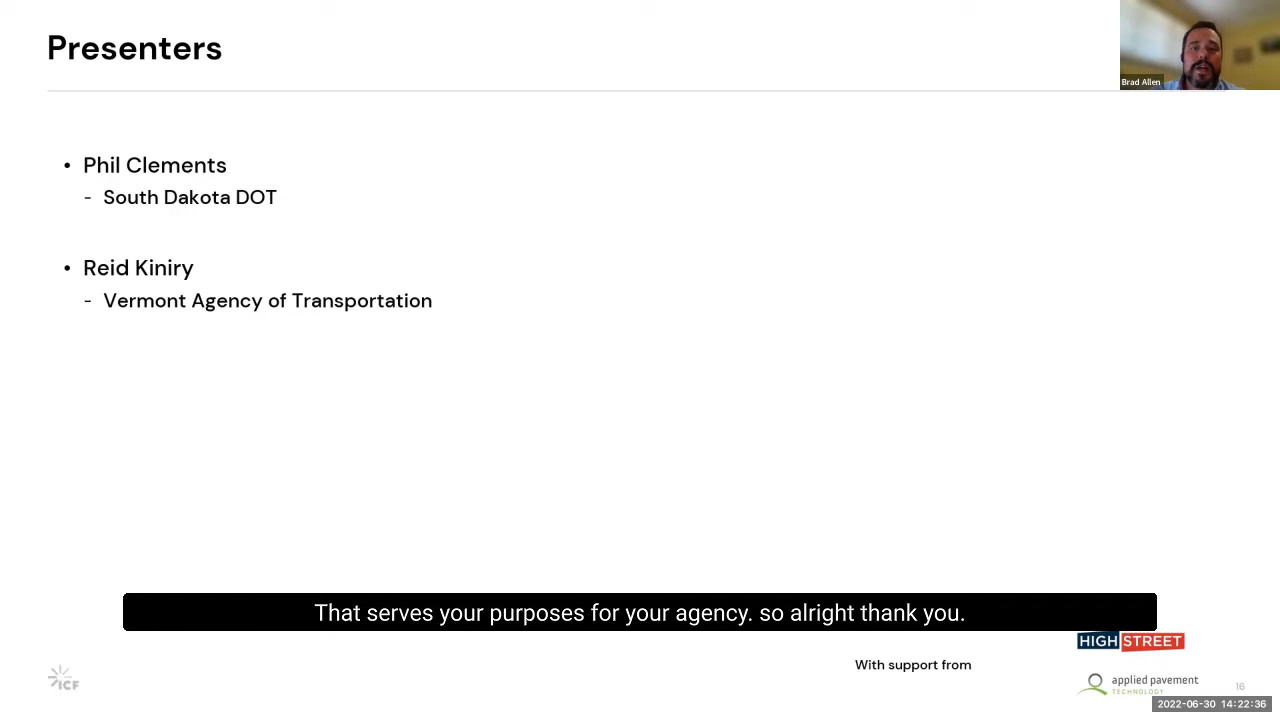 Presenters
Brad Allen
• Phil Clements
- South Dakota DOT
• Reid Kiniry
- Vermont Agency of Transportation
That serves your purposes for your agency. so alright thank you.
HIGH STREET
With support from
ICF
applied pavement
TECHNOLOGY
16
2022-06-30 14:22:36